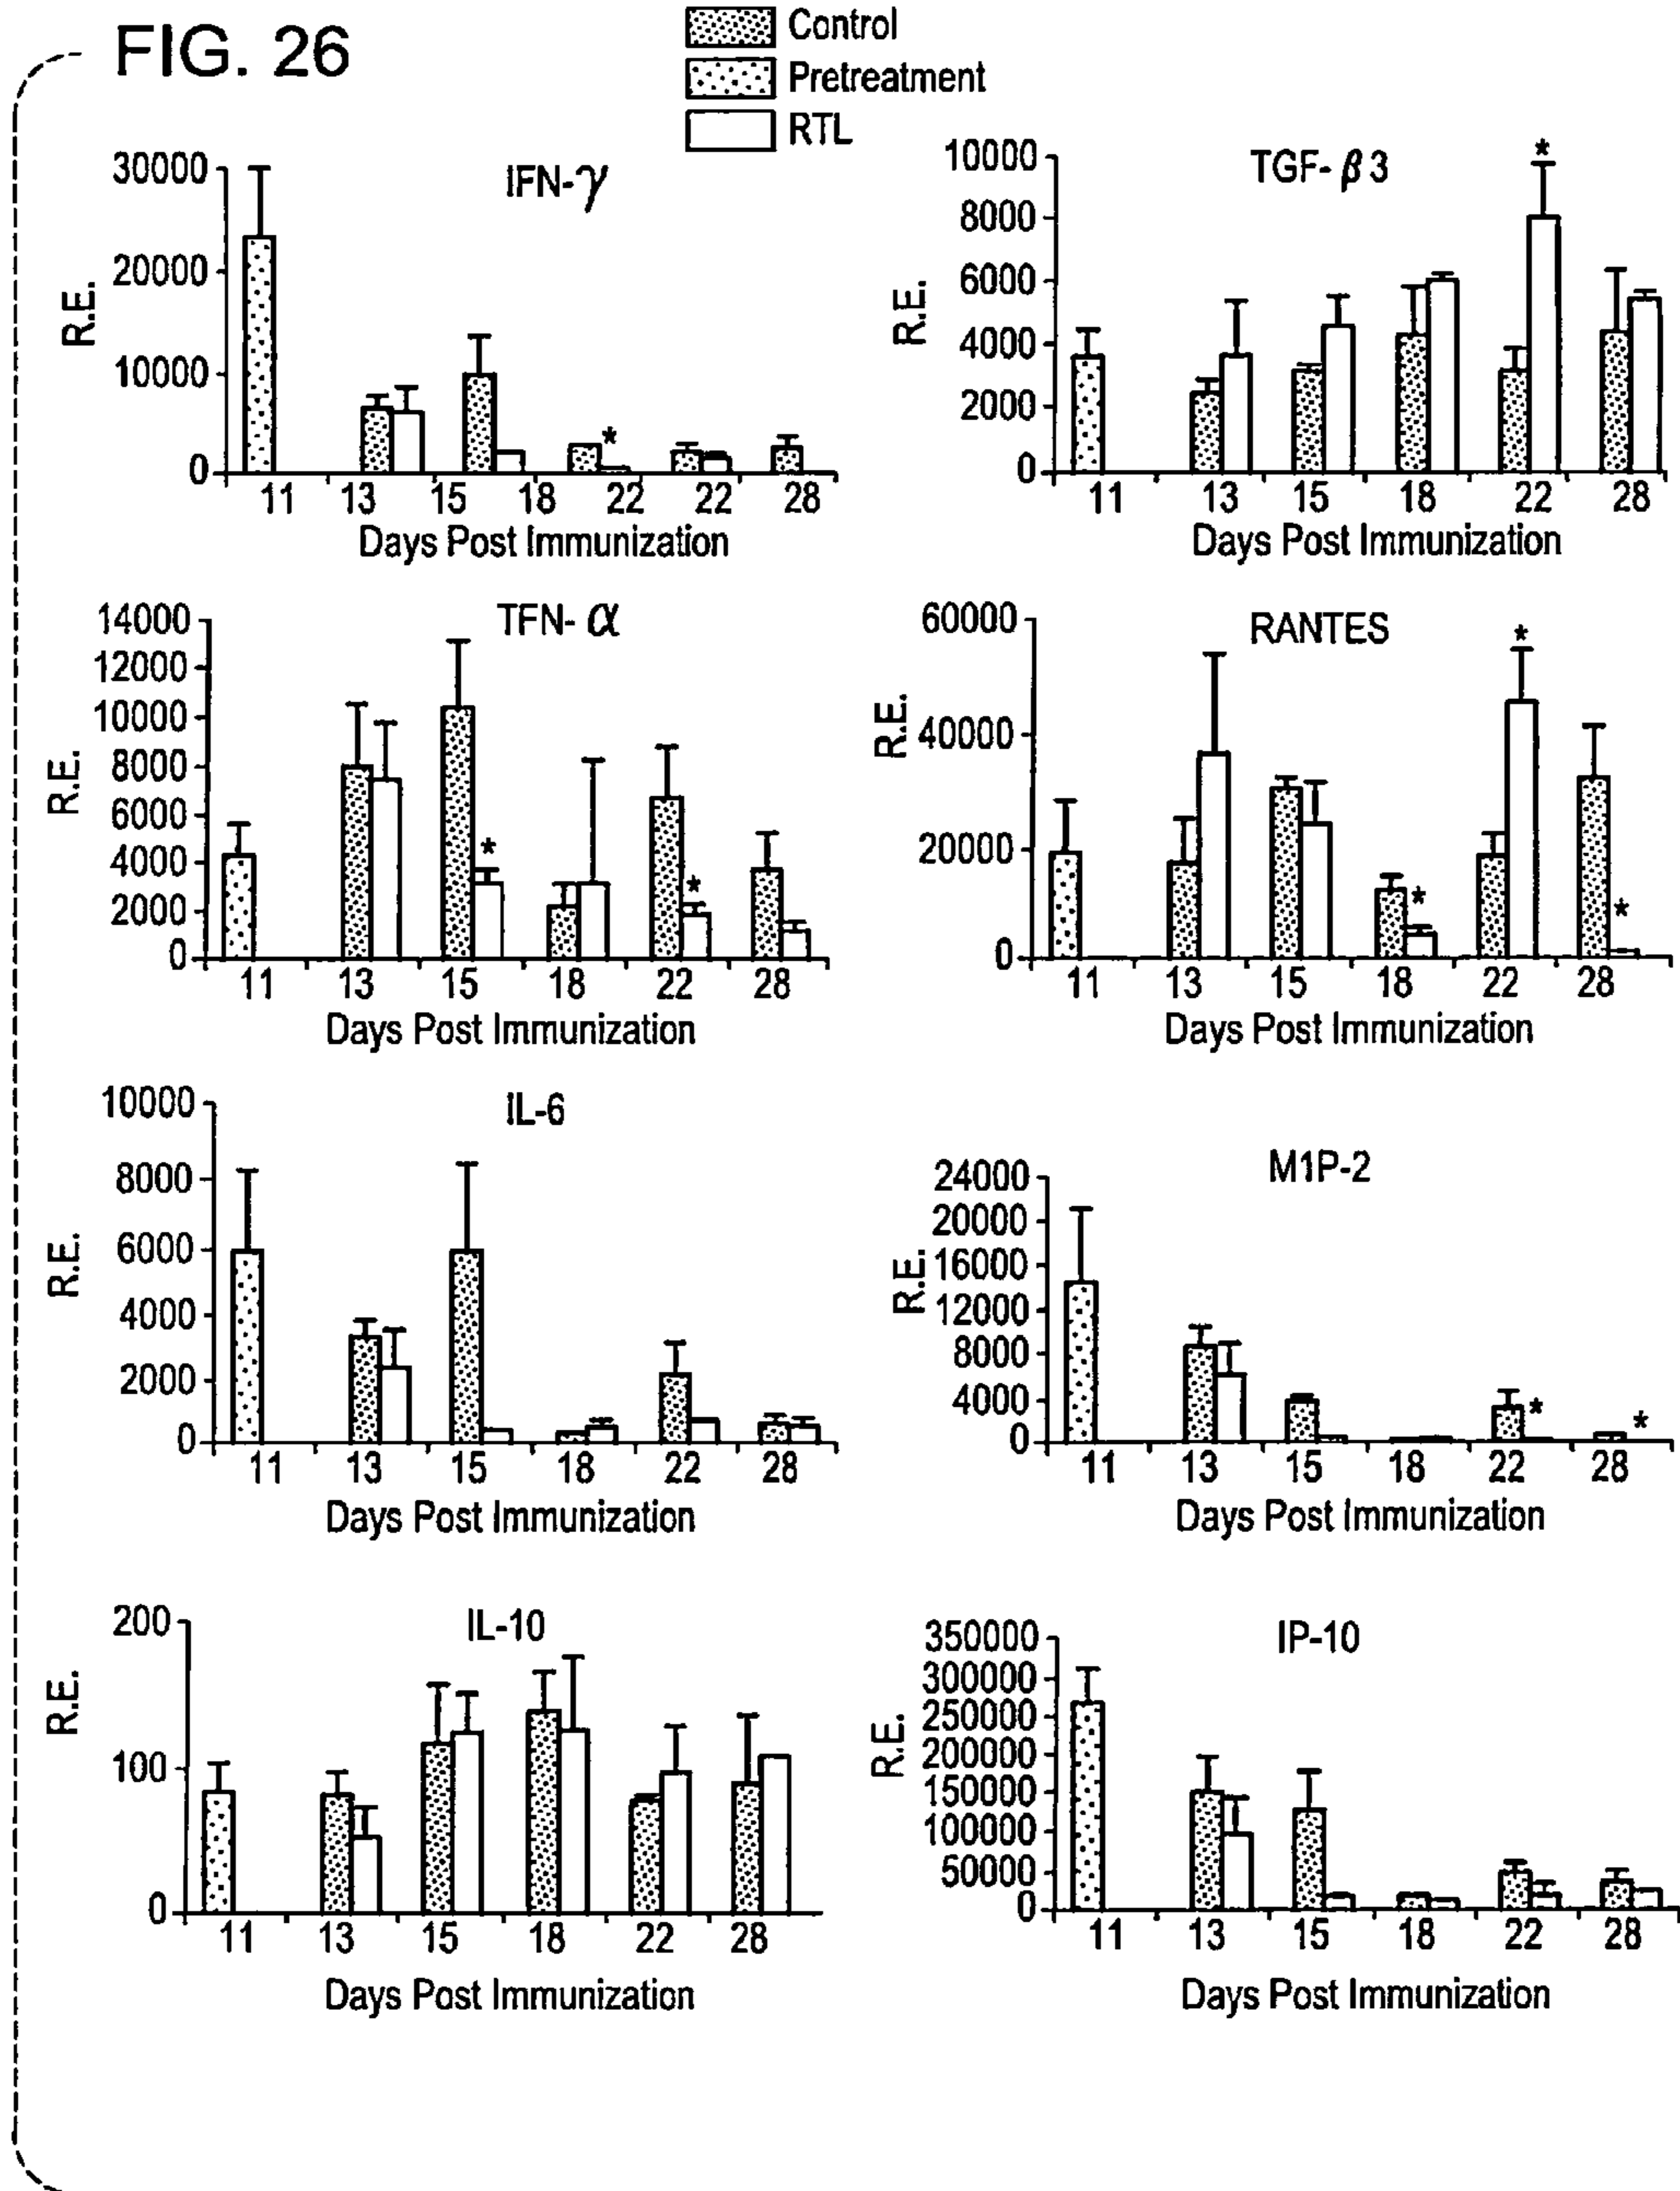 FIG. 26
Control
Pretreatment
RTL
IFN-γ
R.E.
30000
20000
10000
0
11 13 15 18 22 22 28
Days Post Immunization
TGF-β3
*
R.E.
10000
8000
6000
4000
2000
0
11 13 15 18 22 28
Days Post Immunization
*
TFN-α
R.E.
14000
12000
10000
8000
6000
4000
2000
0
* *
11 13 15 18 22 28
Days Post Immunization
RANTES
R.E.
60000
40000
20000
0
* * *
11 13 15 18 22 28
Days Post Immunization
IL-6
R.E.
10000
8000
6000
4000
2000
0
11 13 15 18 22 28
Days Post Immunization
M1P-2
R.E.
24000
20000
16000
12000
8000
4000
0
* *
11 13 15 18 22 28
Days Post Immunization
IL-10
R.E.
200
100
0
11 13 15 18 22 28
Days Post Immunization
IP-10
R.E.
350000
300000
250000
200000
150000
100000
50000
0
11 13 15 18 22 28
Days Post Immunization